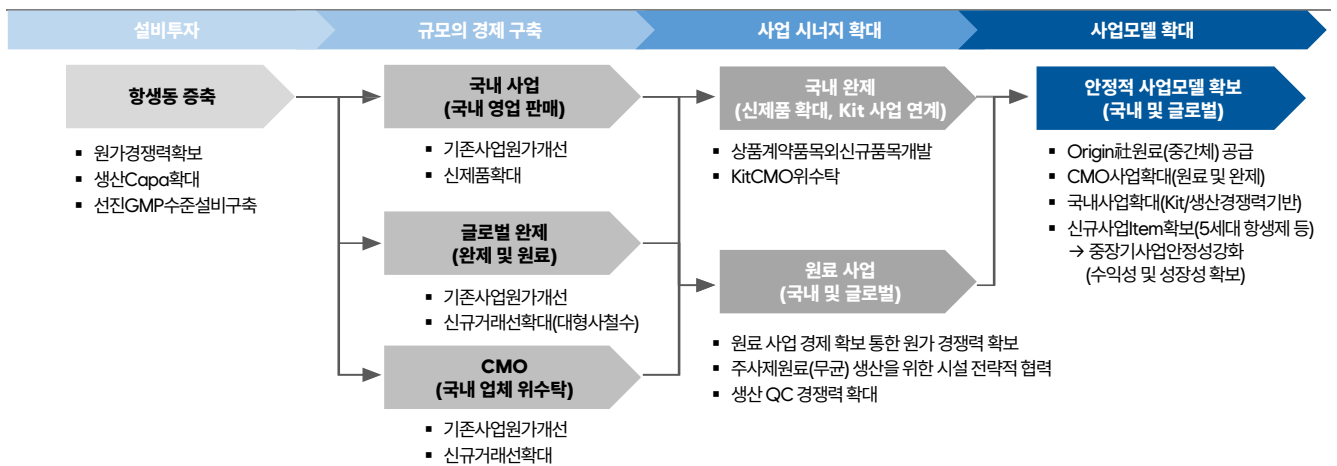 설비투자
규모의 경제 구축
사업 시너지 확대
사업모델 확대
항생동 증축
▪ 원가경쟁력확보
▪ 생산Capa확대
▪ 선진GMP수준설비구축
국내 사업
(국내 영업 판매)
▪ 기존사업원가개선
▪ 신제품확대
글로벌 완제
(완제 및 원료)
▪ 기존사업원가개선
▪ 신규거래선확대(대형사철수)
CMO
(국내 업체 위수탁)
▪ 기존사업원가개선
▪ 신규거래선확대
국내 완제
(신제품 확대, Kit 사업 연계)
▪ 상품계약품목외신규품목개발
▪ KitCMO위수탁
원료 사업
(국내 및 글로벌)
▪ 원료 사업 경제 확보 통한 원가 경쟁력 확보
▪ 주사제원료(무균) 생산을 위한 시설 전략적 협력
▪ 생산 QC 경쟁력 확대
안정적 사업모델 확보
(국내 및 글로벌)
▪ Origin社원료(중간체) 공급
▪ CMO사업확대(원료 및 완제)
▪ 국내사업확대(Kit/생산경쟁력기반)
▪ 신규사업Item확보(5세대 항생제 등)
→ 중장기사업안정성강화
(수익성 및 성장성 확보)